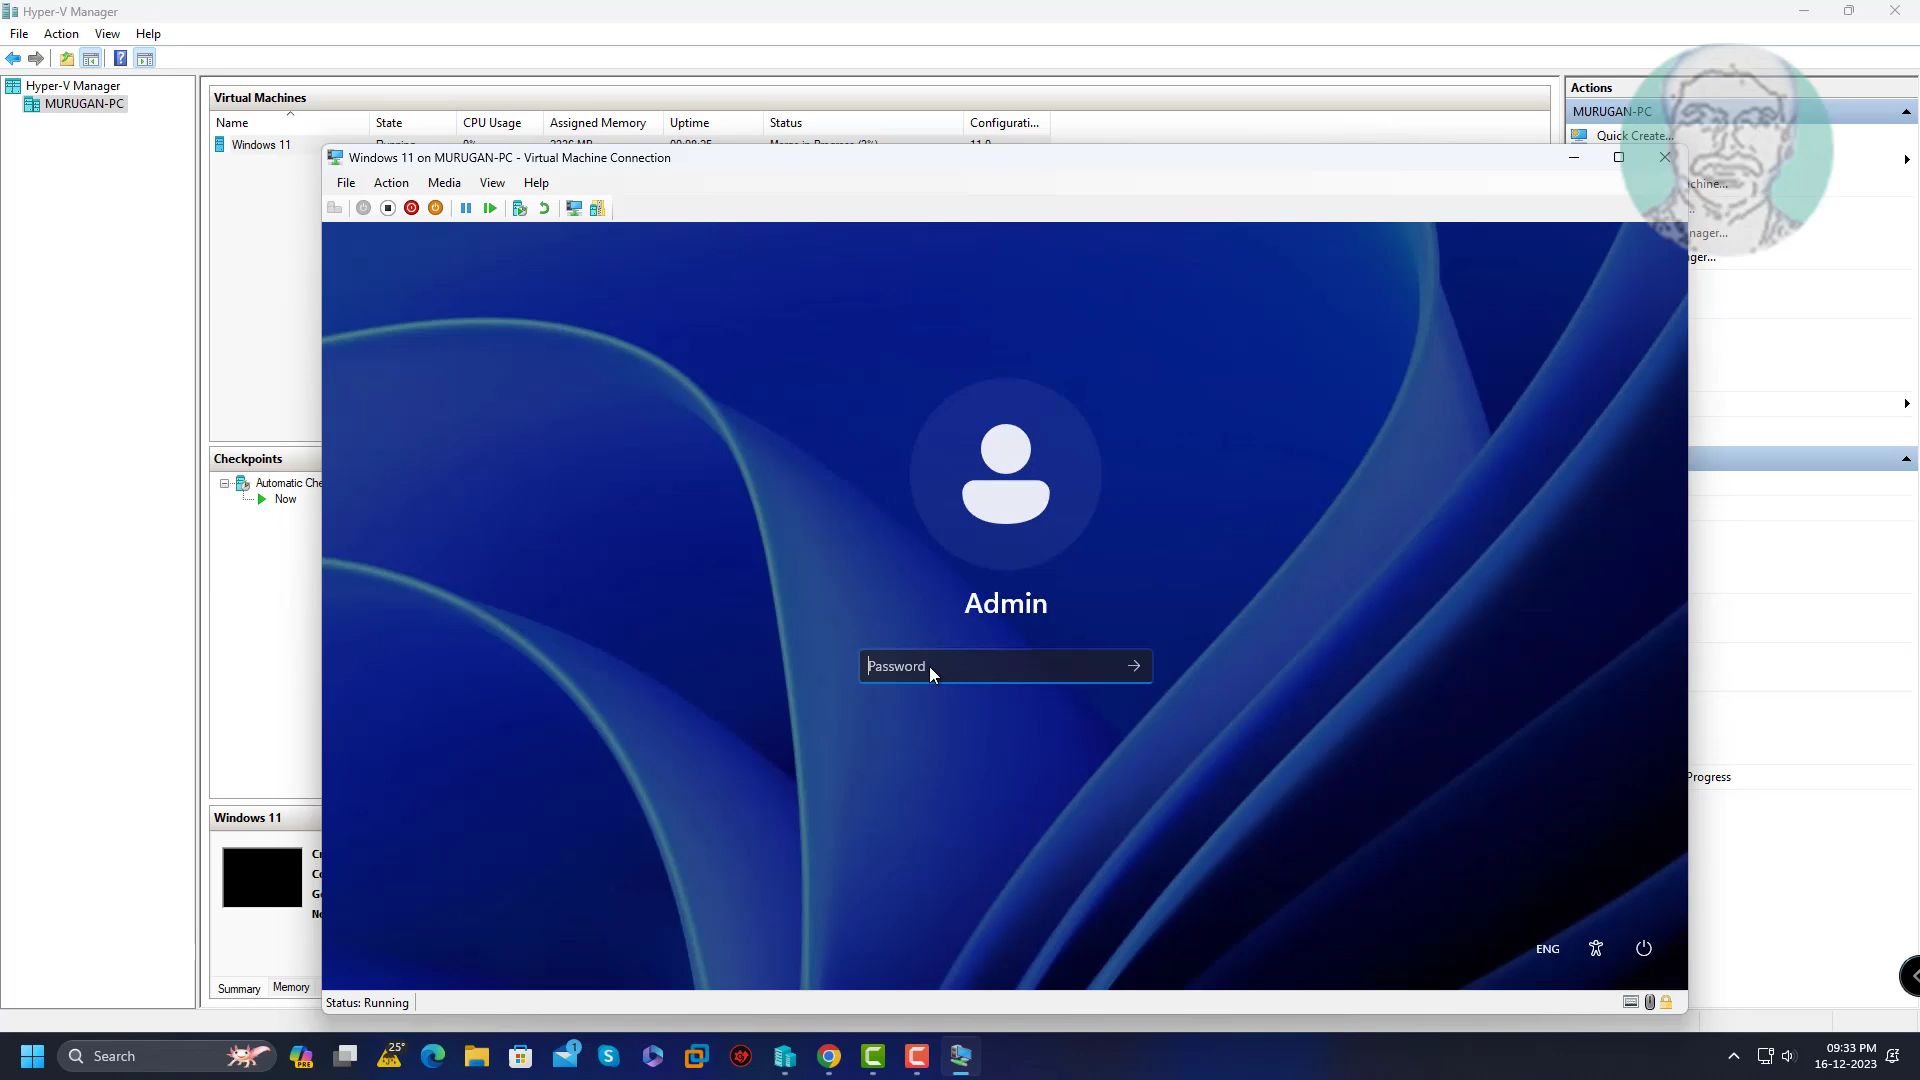 Hyper-V Manager
File Action View Help
Hyper-V Manager
MURUGAN-PC
Virtual Machines
Name State CPU Usage Assigned Memory Uptime Status Configurati...
Windows 11
Actions
MURUGAN-PC
Quick Create...
Windows 11 on MURUGAN-PC - Virtual Machine Connection
File Action Media View Help
Admin
Password
ENG
Status: Running
Checkpoints
Automatic Che
Now
Windows 11
Summary Memory
Progress
Search
PRE
25°
1
09:33 PM
16-12-2023